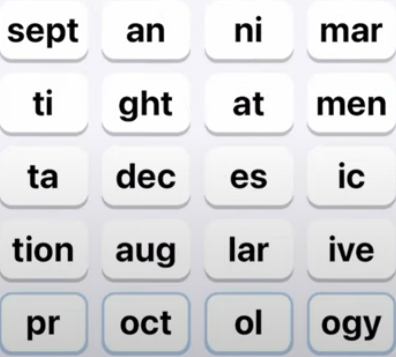 sept an ni mar
ti ght at men
ta dec es ic
tion aug lar ive
pr oct ol ogy